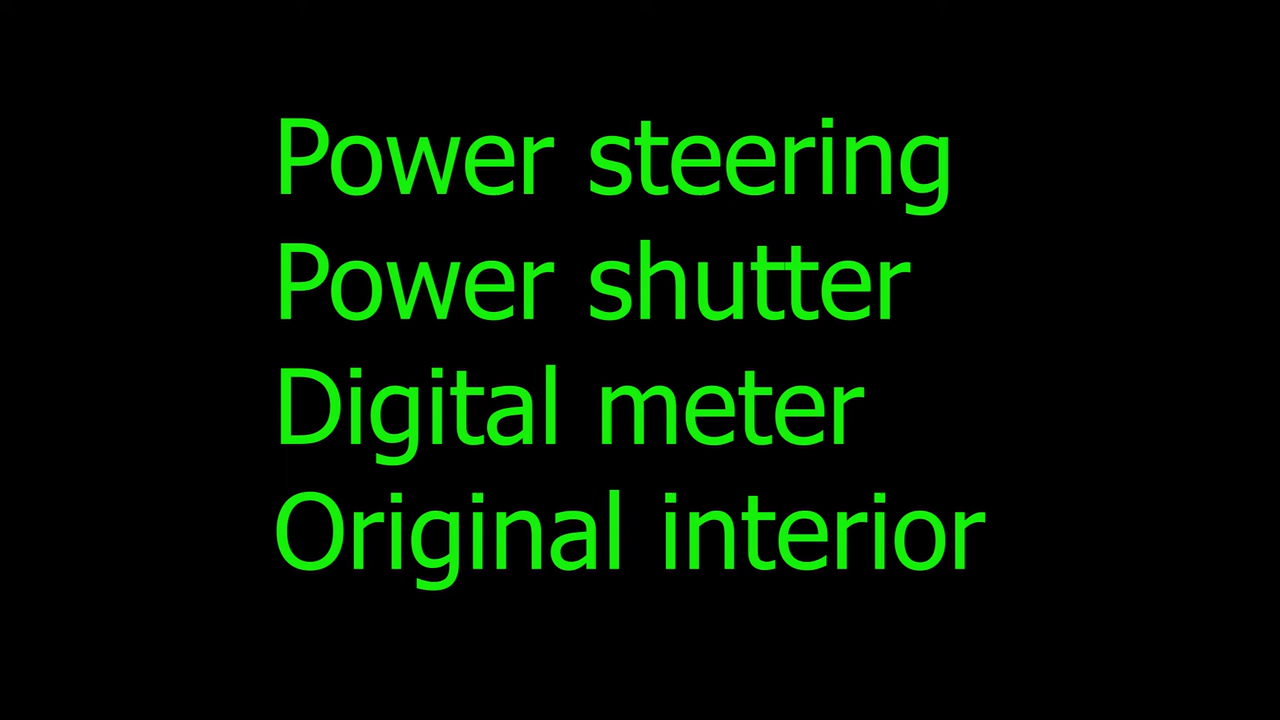 Power steering
Power shutter
Digital meter
Original interior